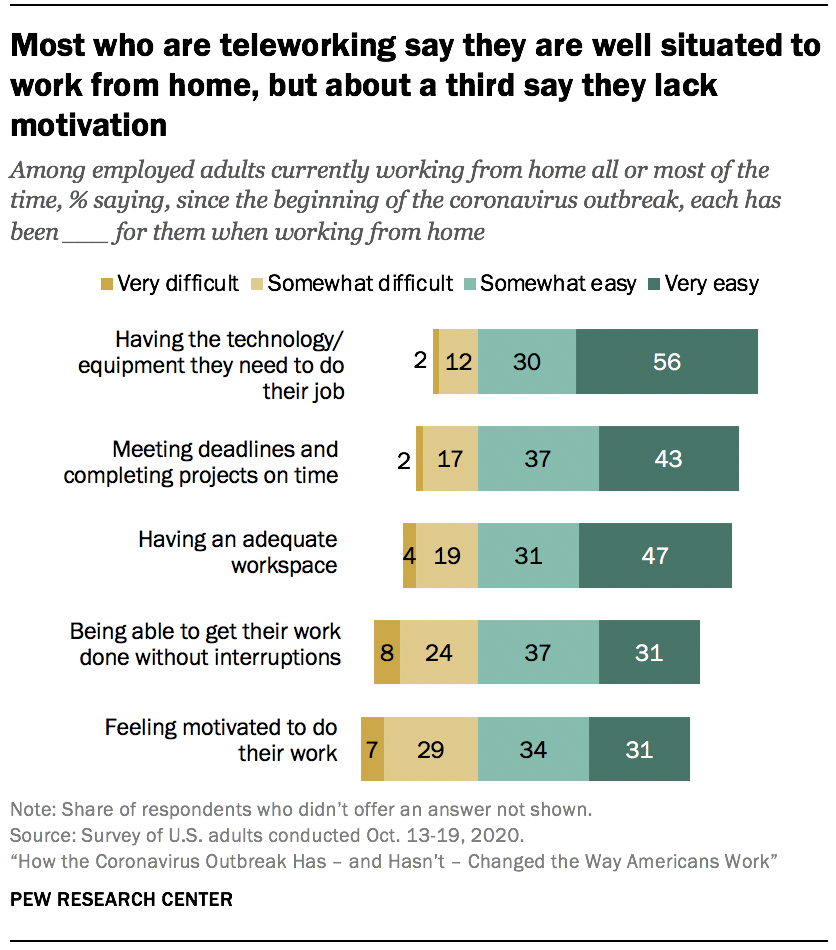 Most who are teleworking say they are well situated to
work from home, but about a third say they lack
motivation
Among employed adults currently working from home all or most of the
time, % saying, since the beginning of the coronavirus outbreak, each has
been ____ for them when working from home
Very difficult Somewhat difficult Somewhat easy Very easy
Having the technology/
equipment they need to do
their job
2 12 30 56
Meeting deadlines and
completing projects on time
2 17 37 43
Having an adequate
workspace
4 19 31 47
Being able to get their work
done without interruptions
8 24 37 31
Feeling motivated to do
their work
7 29 34 31
Note: Share of respondents who didn’t offer an answer not shown.
Source: Survey of U.S. adults conducted Oct. 13-19, 2020.
“How the Coronavirus Outbreak Has – and Hasn’t – Changed the Way Americans Work”
PEW RESEARCH CENTER